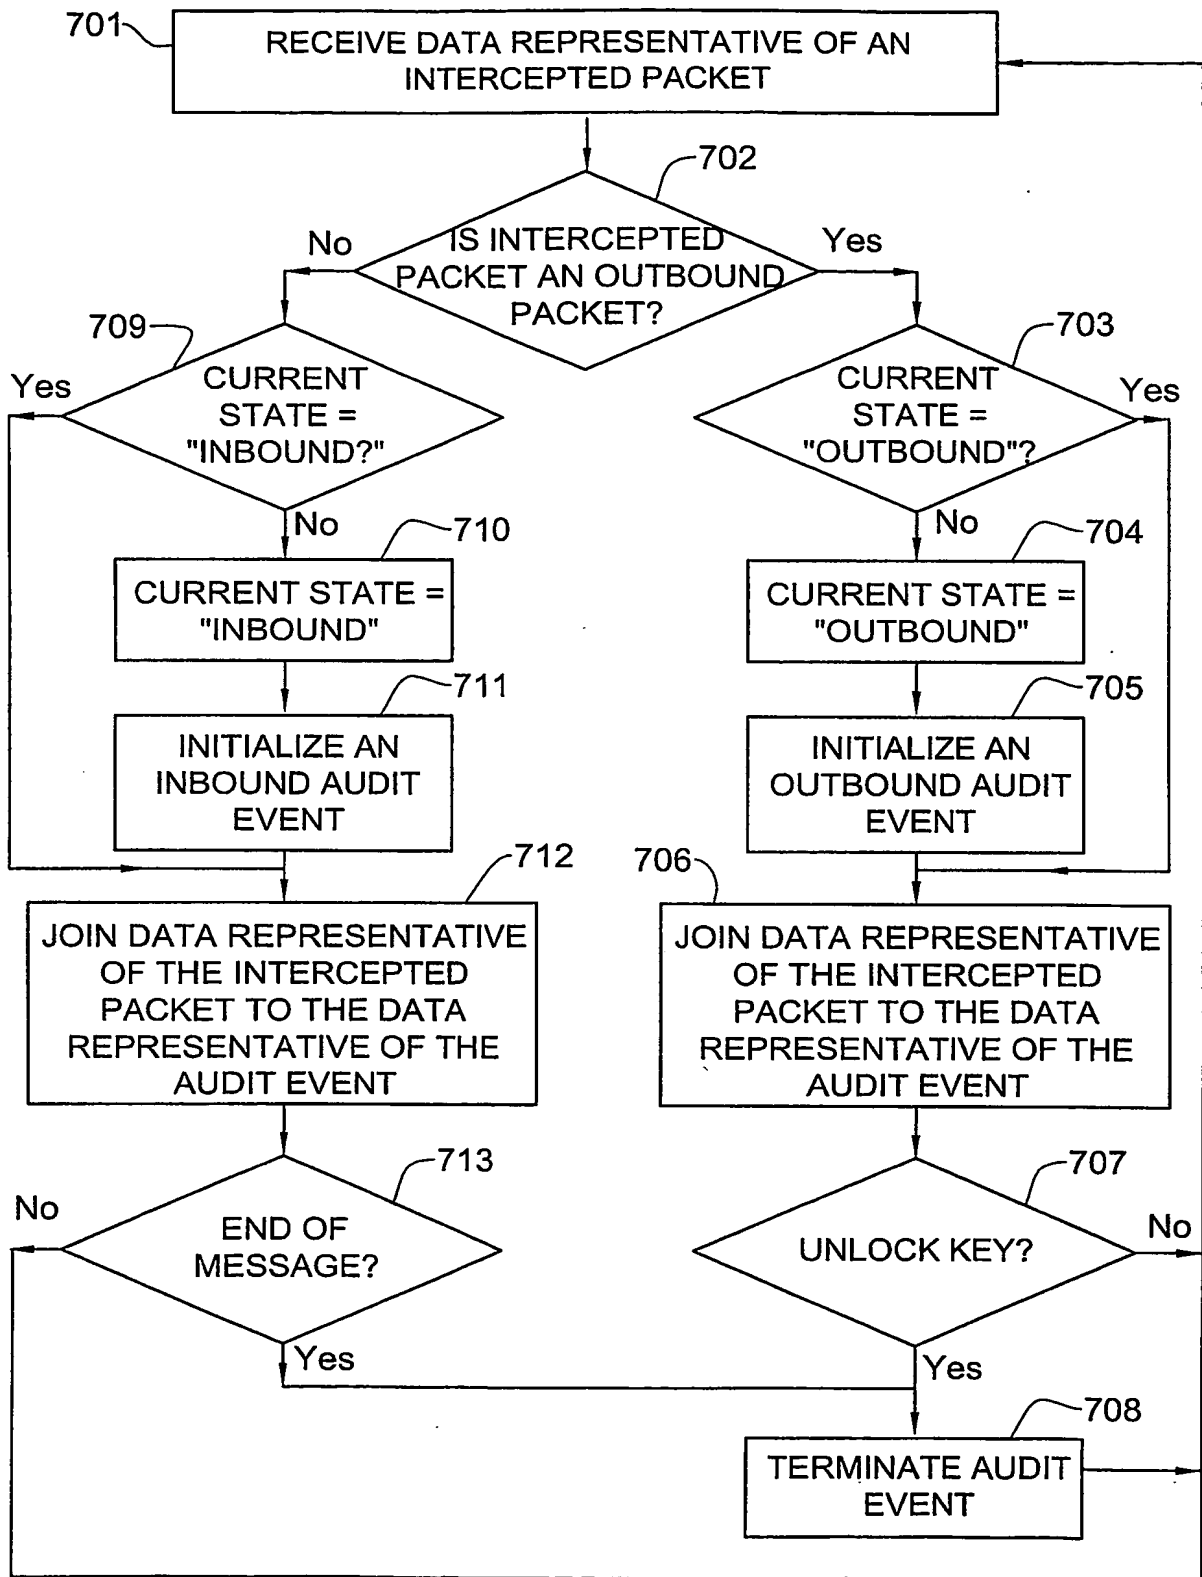 701
RECEIVE DATA REPRESENTATIVE OF AN
INTERCEPTED PACKET
702
No
IS INTERCEPTED
PACKET AN OUTBOUND
PACKET?
Yes
709
703
Yes
CURRENT
STATE =
"INBOUND?"
CURRENT
STATE =
"OUTBOUND"?
Yes
No
No
710
704
CURRENT STATE =
"INBOUND"
CURRENT STATE =
"OUTBOUND"
711
705
INITIALIZE AN
INBOUND AUDIT
EVENT
INITIALIZE AN
OUTBOUND AUDIT
EVENT
712
706
JOIN DATA REPRESENTATIVE
OF THE INTERCEPTED
PACKET TO THE DATA
REPRESENTATIVE OF THE
AUDIT EVENT
JOIN DATA REPRESENTATIVE
OF THE INTERCEPTED
PACKET TO THE DATA
REPRESENTATIVE OF THE
AUDIT EVENT
713
707
No
END OF
MESSAGE?
UNLOCK KEY?
No
Yes
Yes
708
TERMINATE AUDIT
EVENT